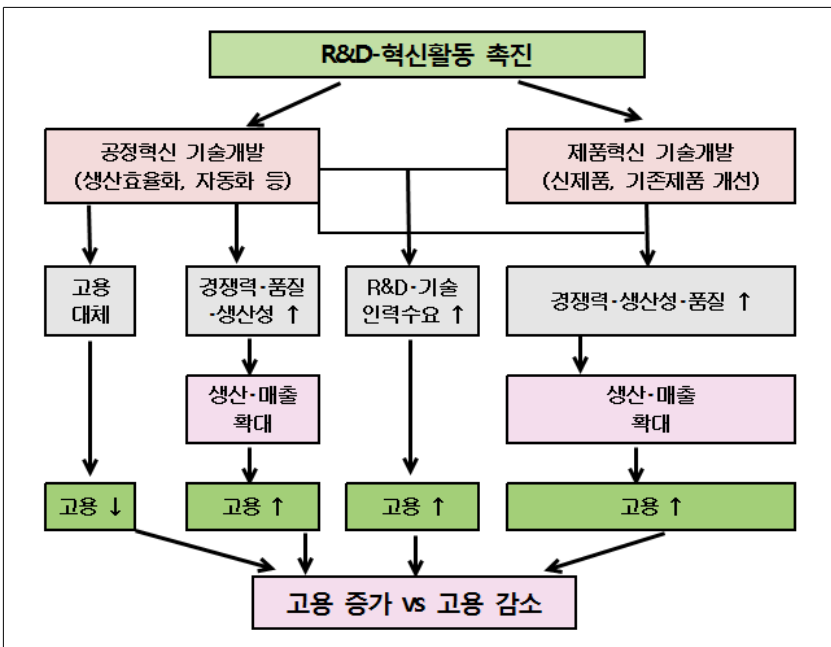 R&D-혁신활동 촉진
공정혁신 기술개발
(생산효율화, 자동화 등)
제품혁신 기술개발
(신제품, 기존제품 개선)
고용
대체
경쟁력·품질
·생산성 ↑
R&D·기술
인력수요 ↑
경쟁력·생산성·품질 ↑
생산·매출
확대
생산·매출
확대
고용 ↓
고용 ↑
고용 ↑
고용 ↑
고용 증가 vs 고용 감소